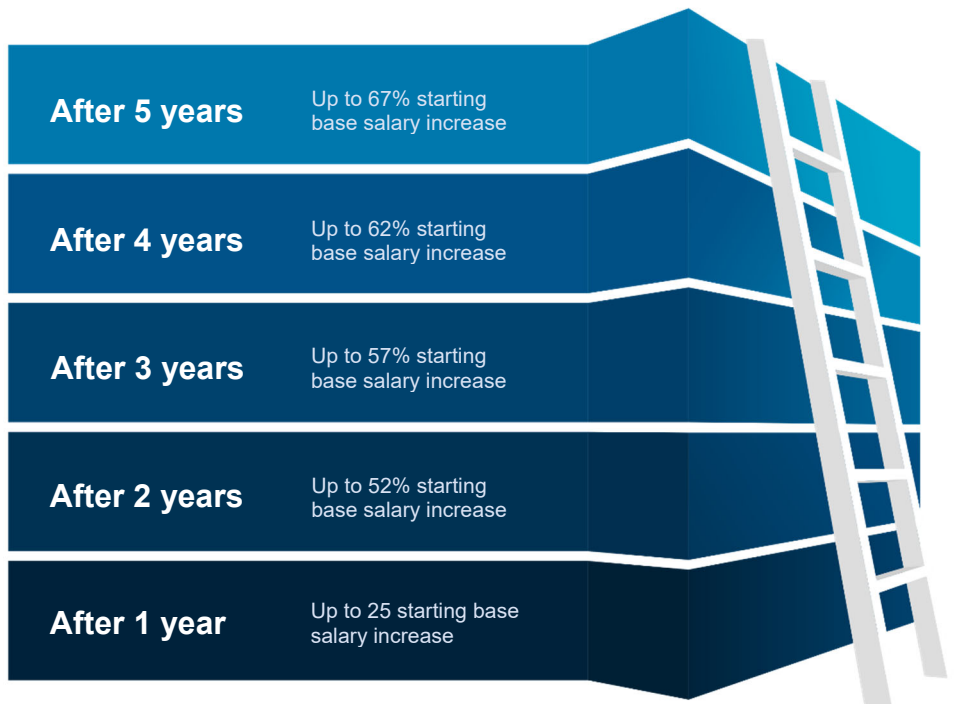 After 5 years
Up to 67% starting
base salary increase
After 4 years
Up to 62% starting
base salary increase
After 3 years
Up to 57% starting
base salary increase
After 2 years
Up to 52% starting
base salary increase
After 1 year
Up to 25 starting base
salary increase